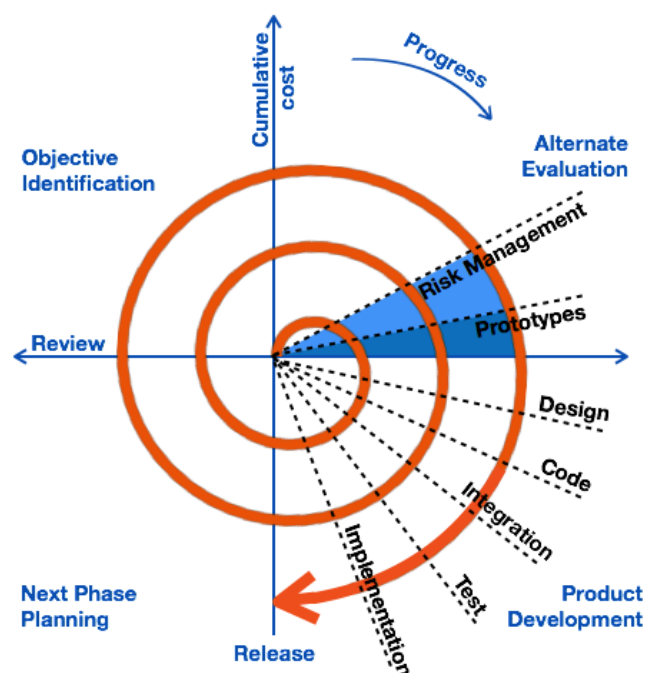 Cumulative
cost
Progress
Objective
Identification
Alternate
Evaluation
Risk Management
Prototypes
Review
Design
Code
Integration
Test
Implementation
Next Phase
Planning
Product
Development
Release